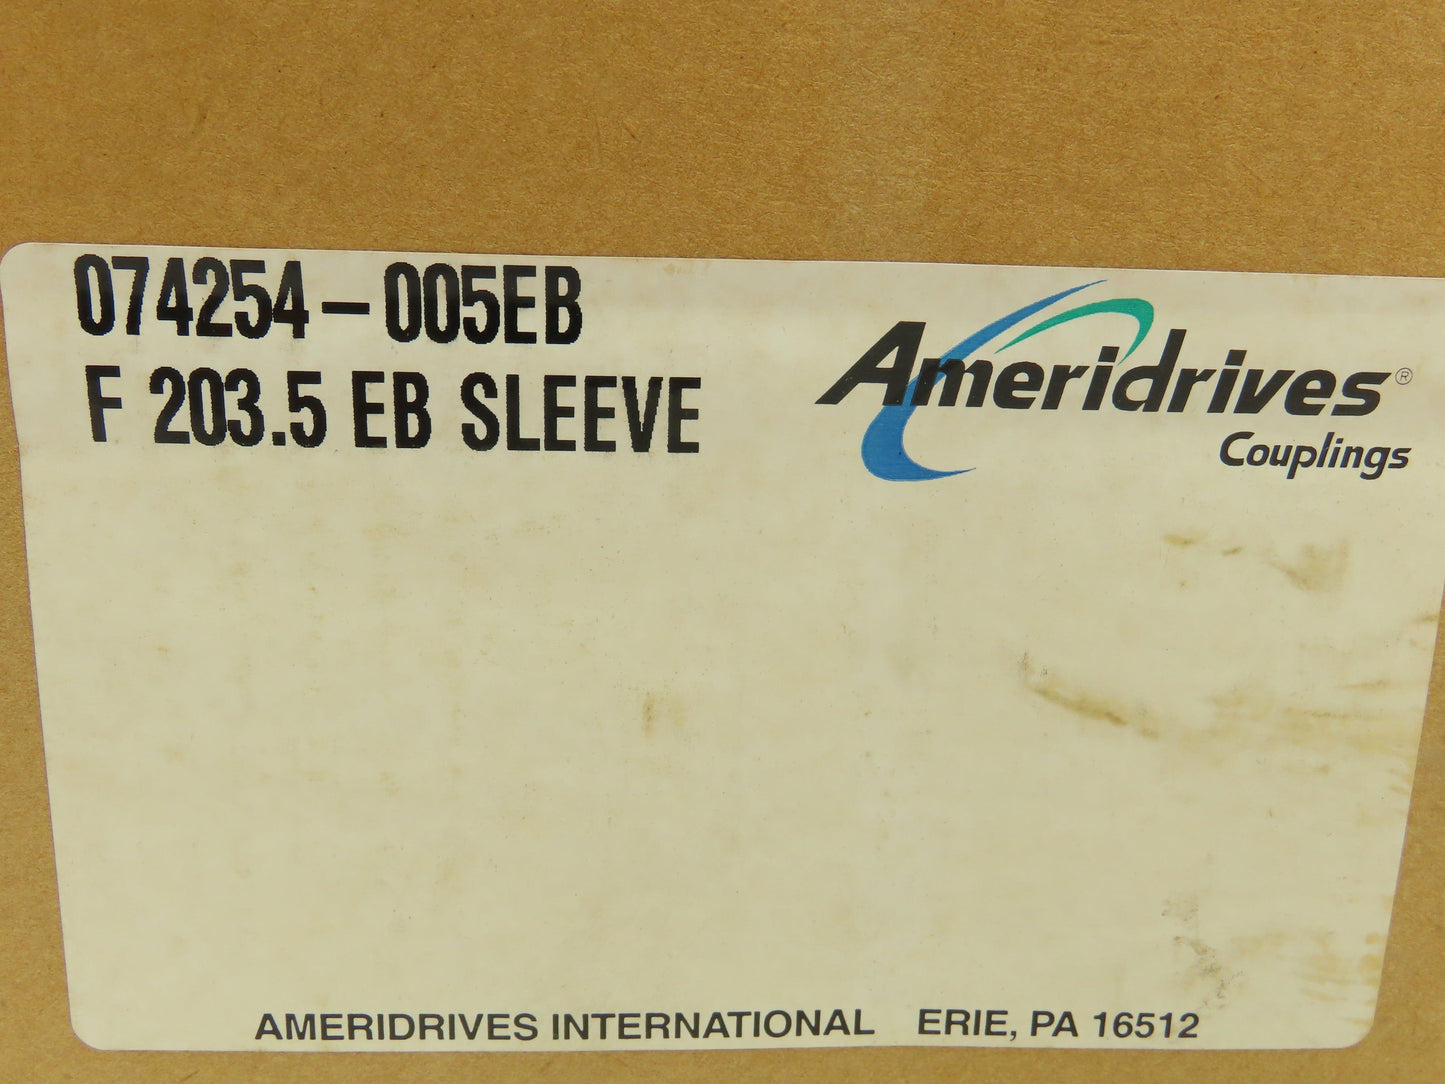 074254-005EB
F 203.5 EB SLEEVE
Ameridrives®
Couplings
AMERIDRIVES INTERNATIONAL ERIE, PA 16512